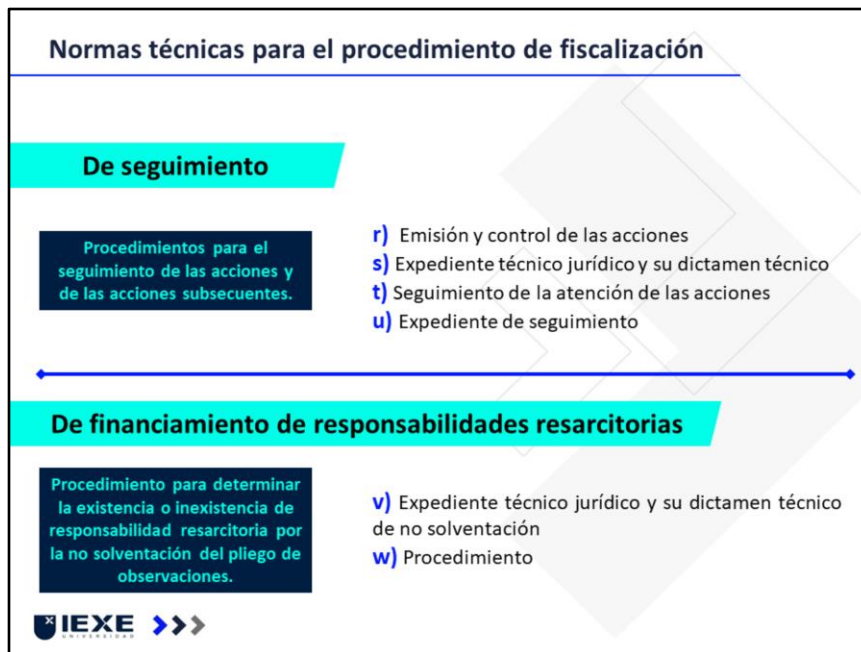 Normas técnicas para el procedimiento de fiscalización
De seguimiento
Procedimientos para el
seguimiento de las acciones y
de las acciones subsecuentes.
r) Emisión y control de las acciones
s) Expediente técnico jurídico y su dictamen técnico
t) Seguimiento de la atención de las acciones
u) Expediente de seguimiento
De financiamiento de responsabilidades resarcitorias
Procedimiento para determinar
la existencia o inexistencia de
responsabilidad resarcitoria por
la no solventación del pliego de
observaciones.
v) Expediente técnico jurídico y su dictamen técnico
de no solventación
w) Procedimiento
IEXE
UNIVERSIDAD